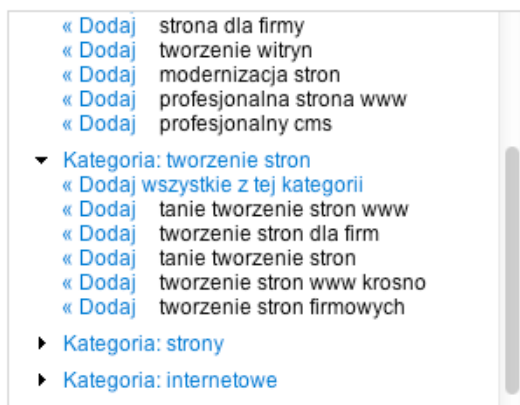 « Dodaj strona dla firmy
« Dodaj tworzenie witryn
« Dodaj modernizacja stron
« Dodaj profesjonalna strona www
« Dodaj profesjonalny cms
Kategoria: tworzenie stron
« Dodaj wszystkie z tej kategorii
« Dodaj tanie tworzenie stron www
« Dodaj tworzenie stron dla firm
« Dodaj tanie tworzenie stron
« Dodaj tworzenie stron www krosno
« Dodaj tworzenie stron firmowych
Kategoria: strony
Kategoria: internetowe